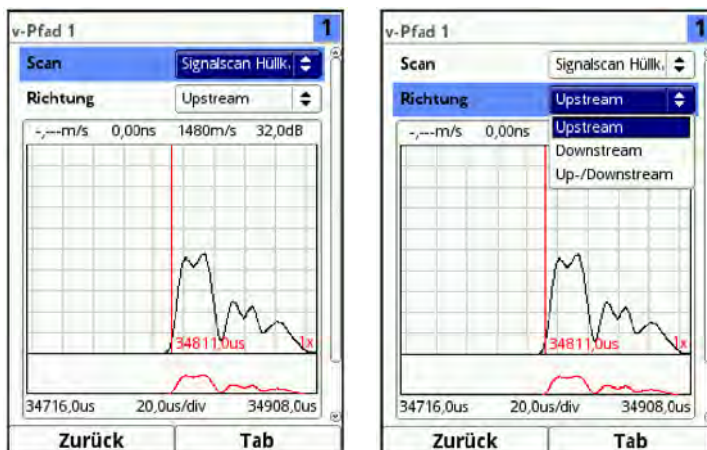 v-Pfad 1
1
Scan
Signalscan Hüllk.
Richtung
Upstream
-,---m/s 0,00ns 1480m/s 32,0dB
34811,0us
1x
34716,0us 20,0us/div 34908,0us
Zurück Tab
v-Pfad 1
1
Scan
Signalscan Hüllk.
Richtung
Upstream
-,---m/s 0,00ns
Upstream
Downstream
Up-/Downstream
34811,0us
1x
34716,0us 20,0us/div 34908,0us
Zurück Tab